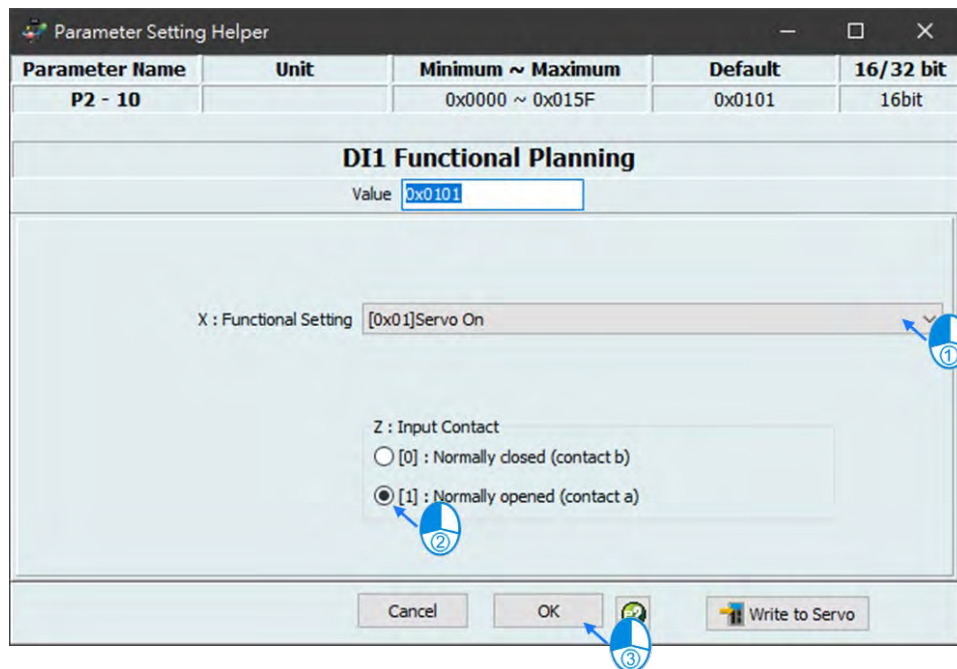 Parameter Setting Helper
Parameter Name Unit Minimum ~ Maximum Default 16/32 bit
P2 - 10 0x0000 ~ 0x015F 0x0101 16bit
DI1 Functional Planning
Value 0x0101
X : Functional Setting [0x01]Servo On
①
Z : Input Contact
[0] : Normally closed (contact b)
[1] : Normally opened (contact a)
②
Cancel OK Write to Servo
③